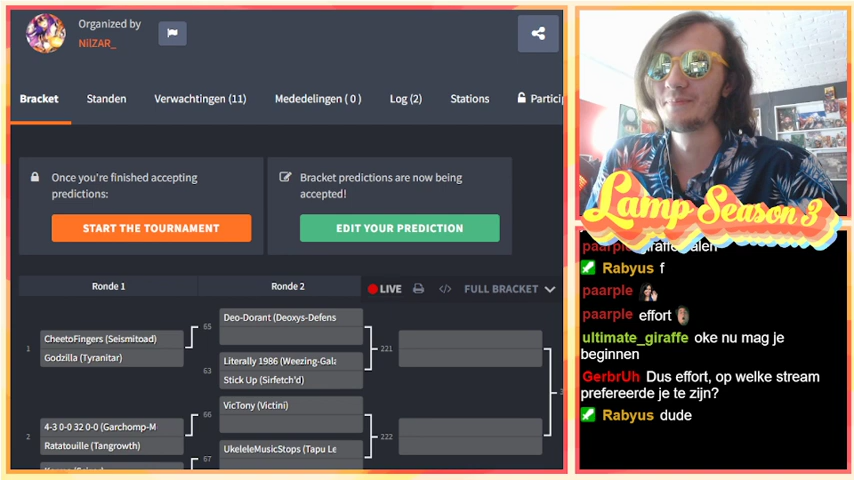 Organized by
NilZAR_
Bracket
Standen
Verwachtingen (11)
Mededelingen ( 0 )
Log (2)
Stations
Partici
Once you're finished accepting
predictions:
START THE TOURNAMENT
Bracket predictions are now being
accepted!
EDIT YOUR PREDICTION
Ronde 1
Ronde 2
LIVE
FULL BRACKET
1
CheetoFingers (Seismitoad)
Godzilla (Tyranitar)
65
Deo-Dorant (Deoxys-Defens
63
Literally 1986 (Weezing-Gala
Stick Up (Sirfetch'd)
221
2
4-3 0-0 32 0-0 (Garchomp-M
Ratatouille (Tangrowth)
66
VicTony (Victini)
67
UkeleleMusicStops (Tapu Le
222
3
Lamp Season 3
paarple
Rabyus f
paarple
paarple effort
ultimate_giraffe oke nu mag je
beginnen
GerbrUh Dus effort, op welke stream
prefereerde je te zijn?
Rabyus dude